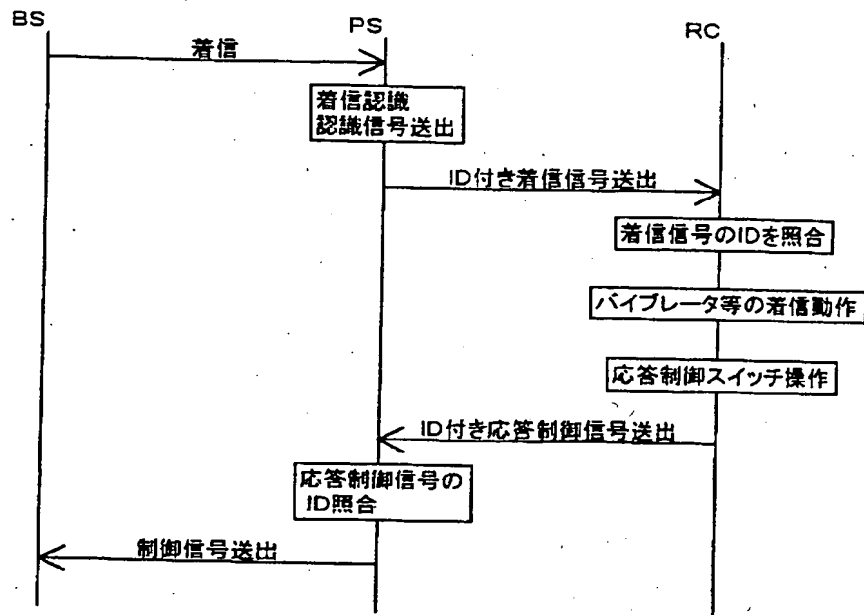 BS
PS
RC
着信
着信認識
認識信号送出
ID付き着信信号送出
着信信号のIDを照合
バイブレータ等の着信動作
応答制御スイッチ操作
ID付き応答制御信号送出
応答制御信号の
ID照合
制御信号送出